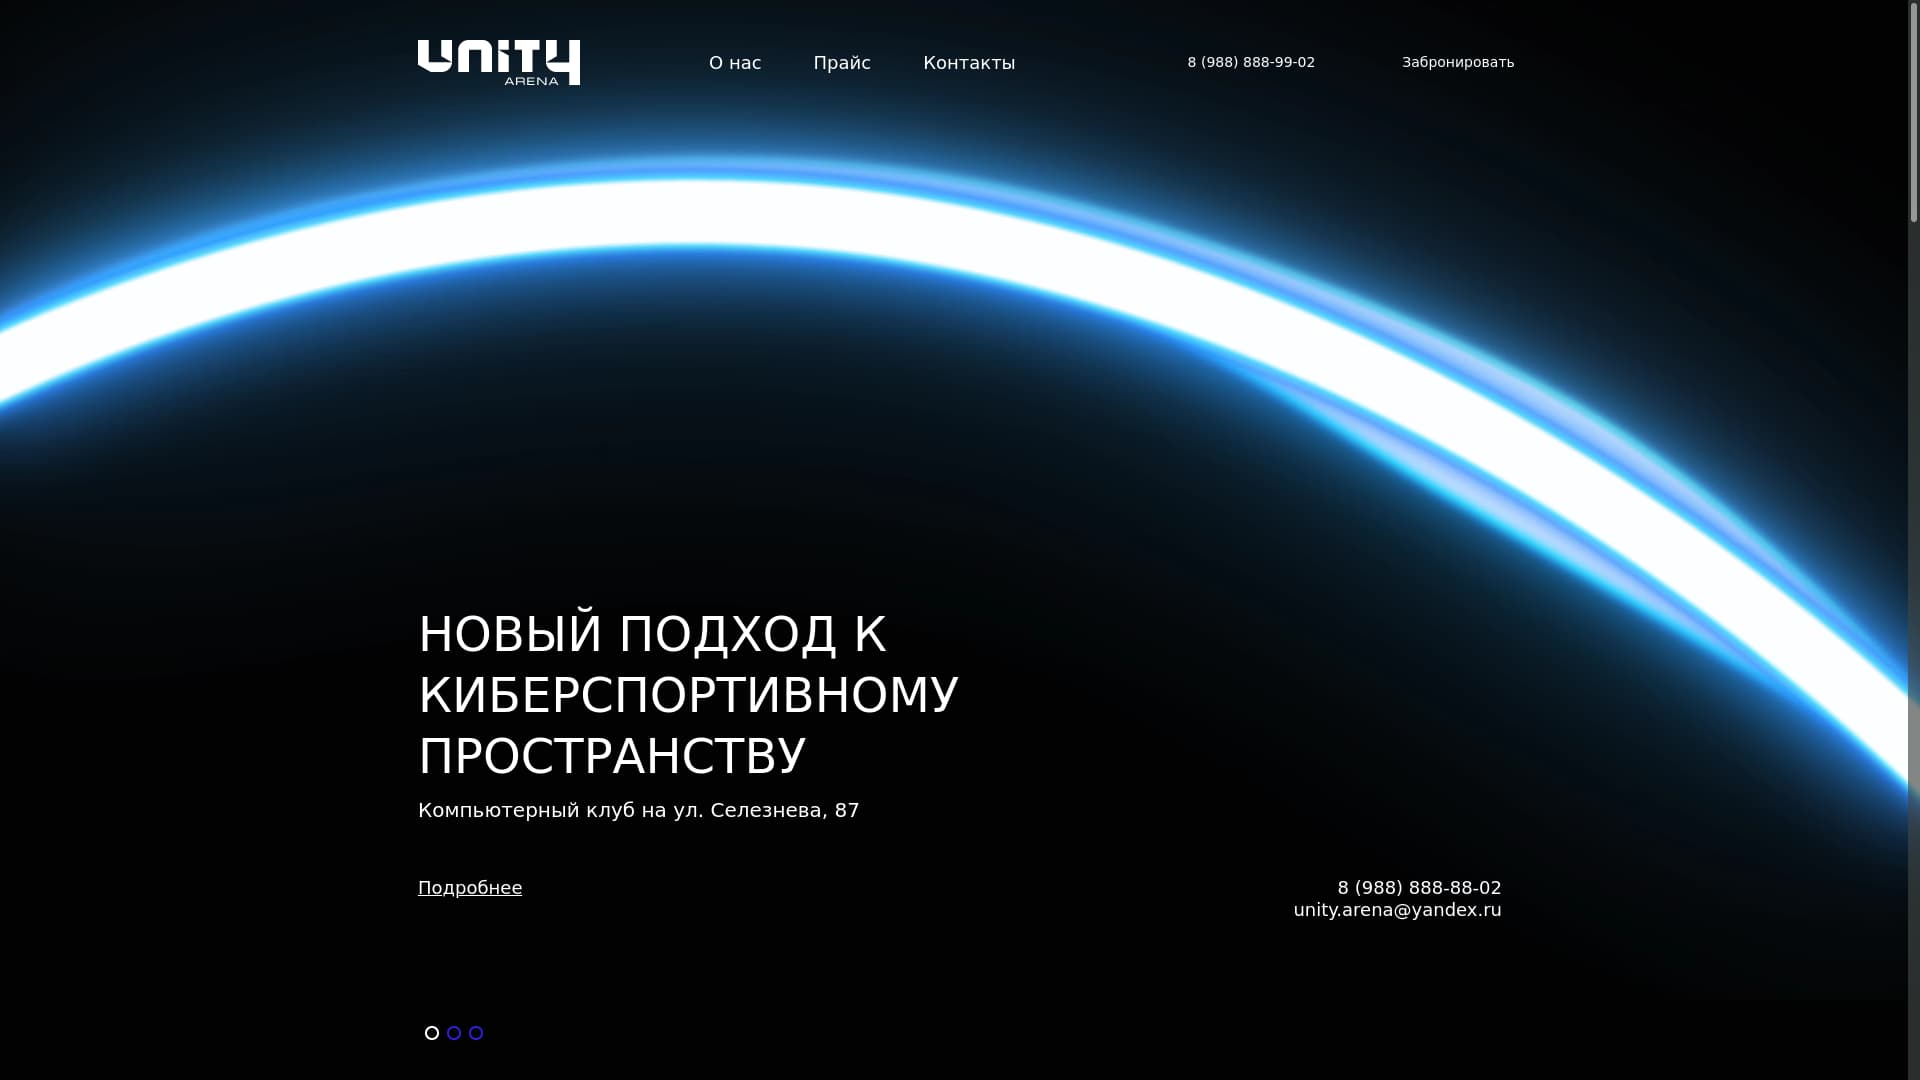 UNITY
ARENA
О нас
Прайс
Контакты
8 (988) 888-99-02
Забронировать
НОВЫЙ ПОДХОД К
КИБЕРСПОРТИВНОМУ
ПРОСТРАНСТВУ
Компьютерный клуб на ул. Селезнева, 87
Подробнее
8 (988) 888-88-02
unity.arena@yandex.ru